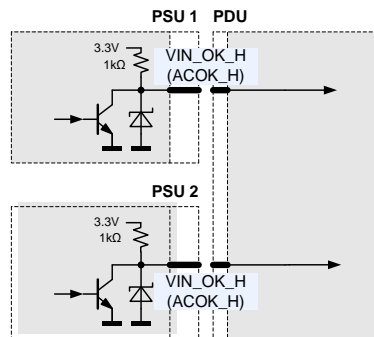 PSU 1 PDU
3.3V
1kΩ
VIN_OK_H
(ACOK_H)
PSU 2
3.3V
1kΩ
VIN_OK_H
(ACOK_H)